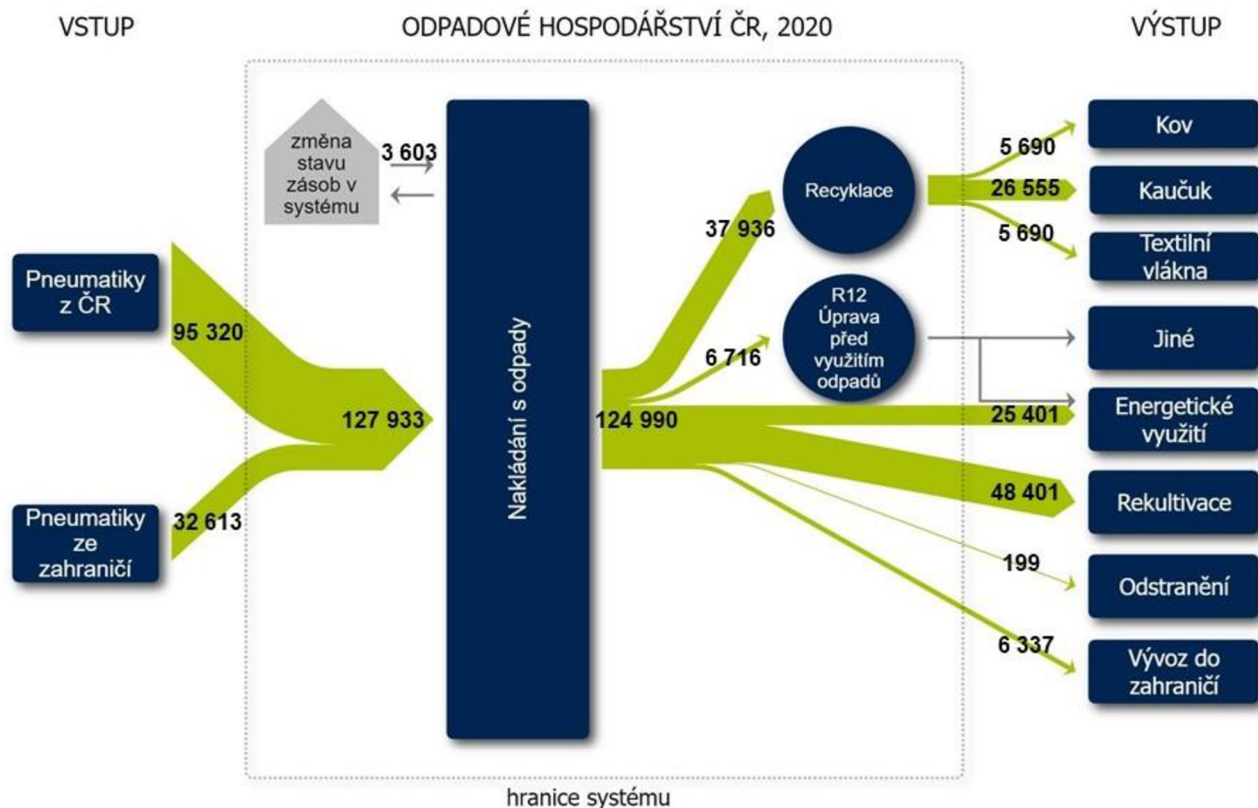 VSTUP
ODPADOVÉ HOSPODÁŘSTVÍ ČR, 2020
VÝSTUP
změna
stavu
zásob v
systému
3 603
Pneumatiky
z ČR
95 320
Pneumatiky
ze
zahraničí
32 613
127 933
Nakládání s odpady
124 990
37 936
Recyklace
6 716
R12
Úprava
před
využitím
odpadů
5 690
Kov
26 555
Kaučuk
5 690
Textilní
vlákna
Jiné
25 401
Energetické
využití
48 401
Rekultivace
199
Odstranění
6 337
Vývoz do
zahraničí
hranice systému